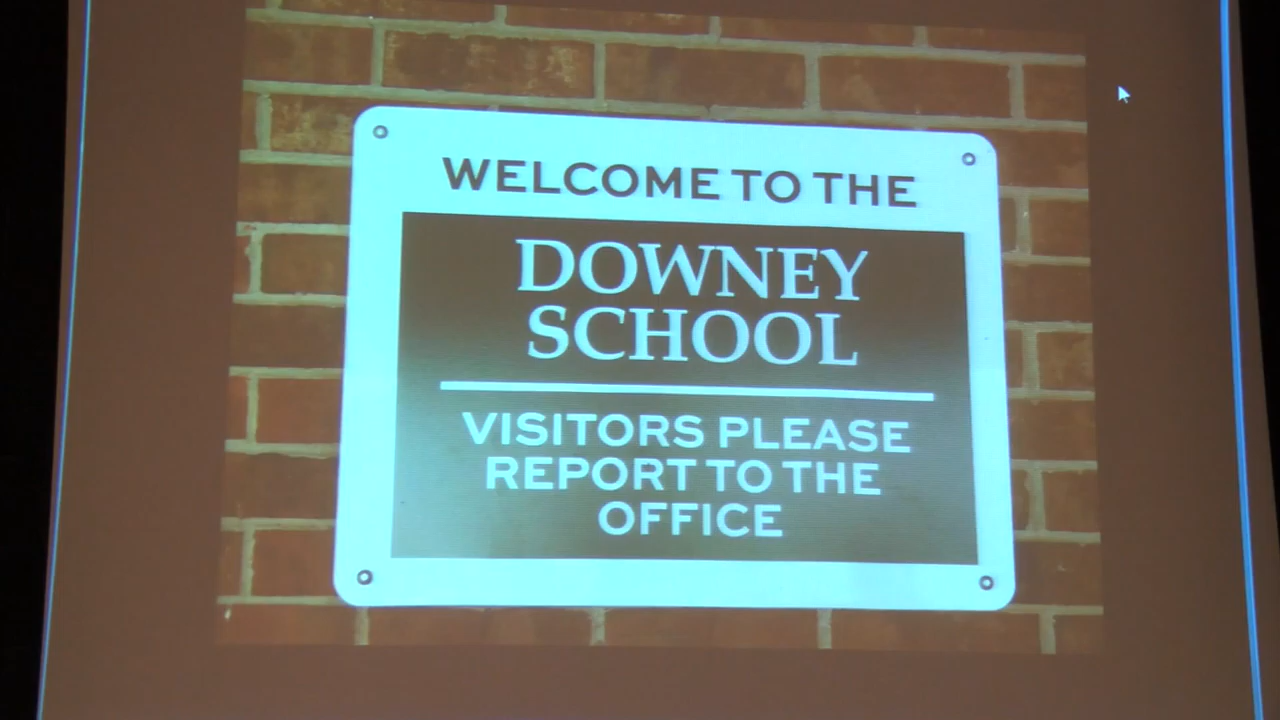 WELCOME TO THE
DOWNEY
SCHOOL
VISITORS PLEASE
REPORT TO THE
OFFICE